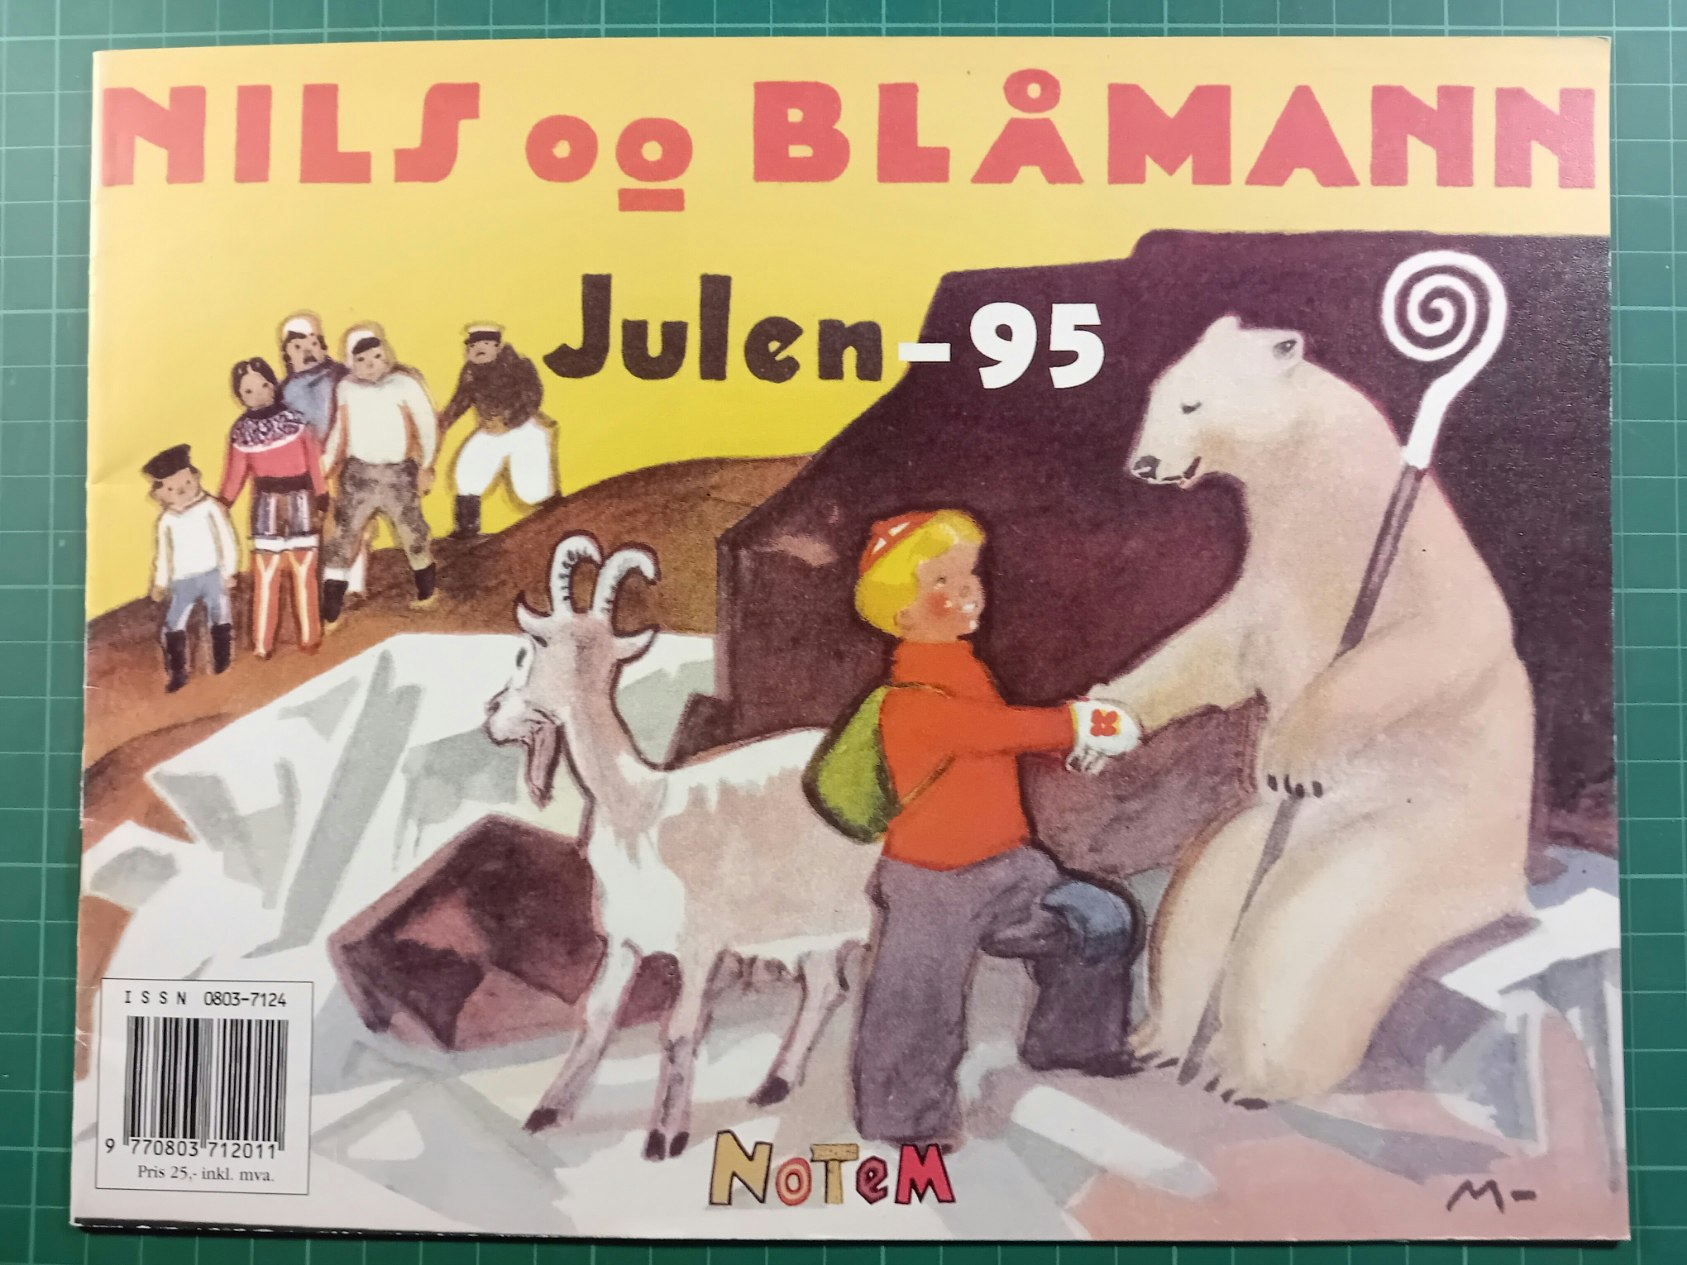 NILS og BLÅMANN
Julen-95
ISSN 0803-7124
9 770803 712011
Pris 25,- inkl. mva.
NOTEM
M-